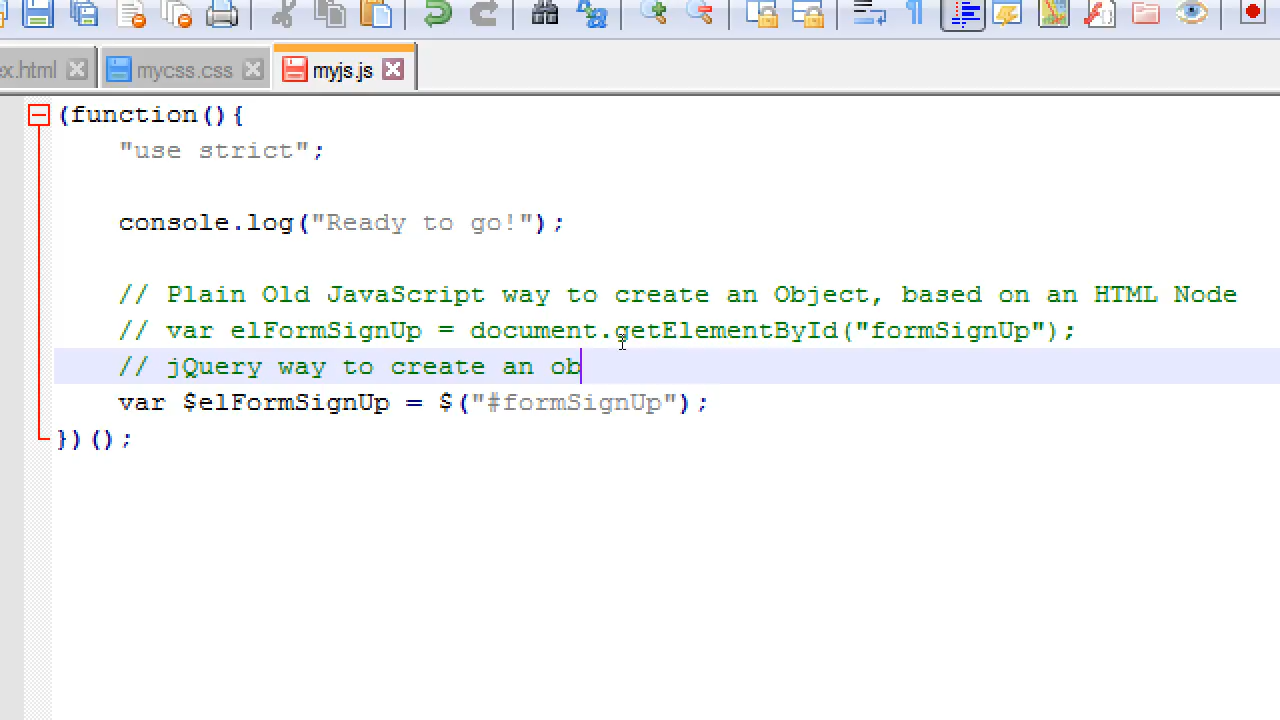 ex.html mycss.css myjs.js
(function(){
"use strict";
console.log("Ready to go!");
// Plain Old JavaScript way to create an Object, based on an HTML Node
// var elFormSignUp = document.getElementById("formSignUp");
// jQuery way to create an ob
var $elFormSignUp = $("#formSignUp");
})();